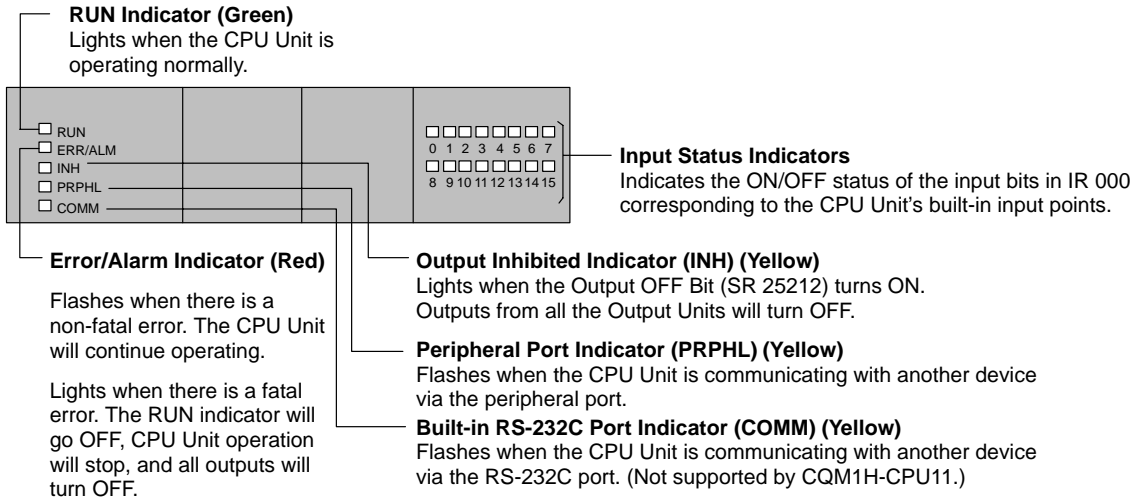 RUN Indicator (Green)
Lights when the CPU Unit is
operating normally.
RUN
ERR/ALM
INH
PRPHL
COMM
0 1 2 3 4 5 6 7
8 9 10 11 12 13 14 15
Input Status Indicators
Indicates the ON/OFF status of the input bits in IR 000
corresponding to the CPU Unit's built-in input points.
Error/Alarm Indicator (Red)
Flashes when there is a
non-fatal error. The CPU Unit
will continue operating.
Lights when there is a fatal
error. The RUN indicator will
go OFF, CPU Unit operation
will stop, and all outputs will
turn OFF.
Output Inhibited Indicator (INH) (Yellow)
Lights when the Output OFF Bit (SR 25212) turns ON.
Outputs from all the Output Units will turn OFF.
Peripheral Port Indicator (PRPHL) (Yellow)
Flashes when the CPU Unit is communicating with another device
via the peripheral port.
Built-in RS-232C Port Indicator (COMM) (Yellow)
Flashes when the CPU Unit is communicating with another device
via the RS-232C port. (Not supported by CQM1H-CPU11.)